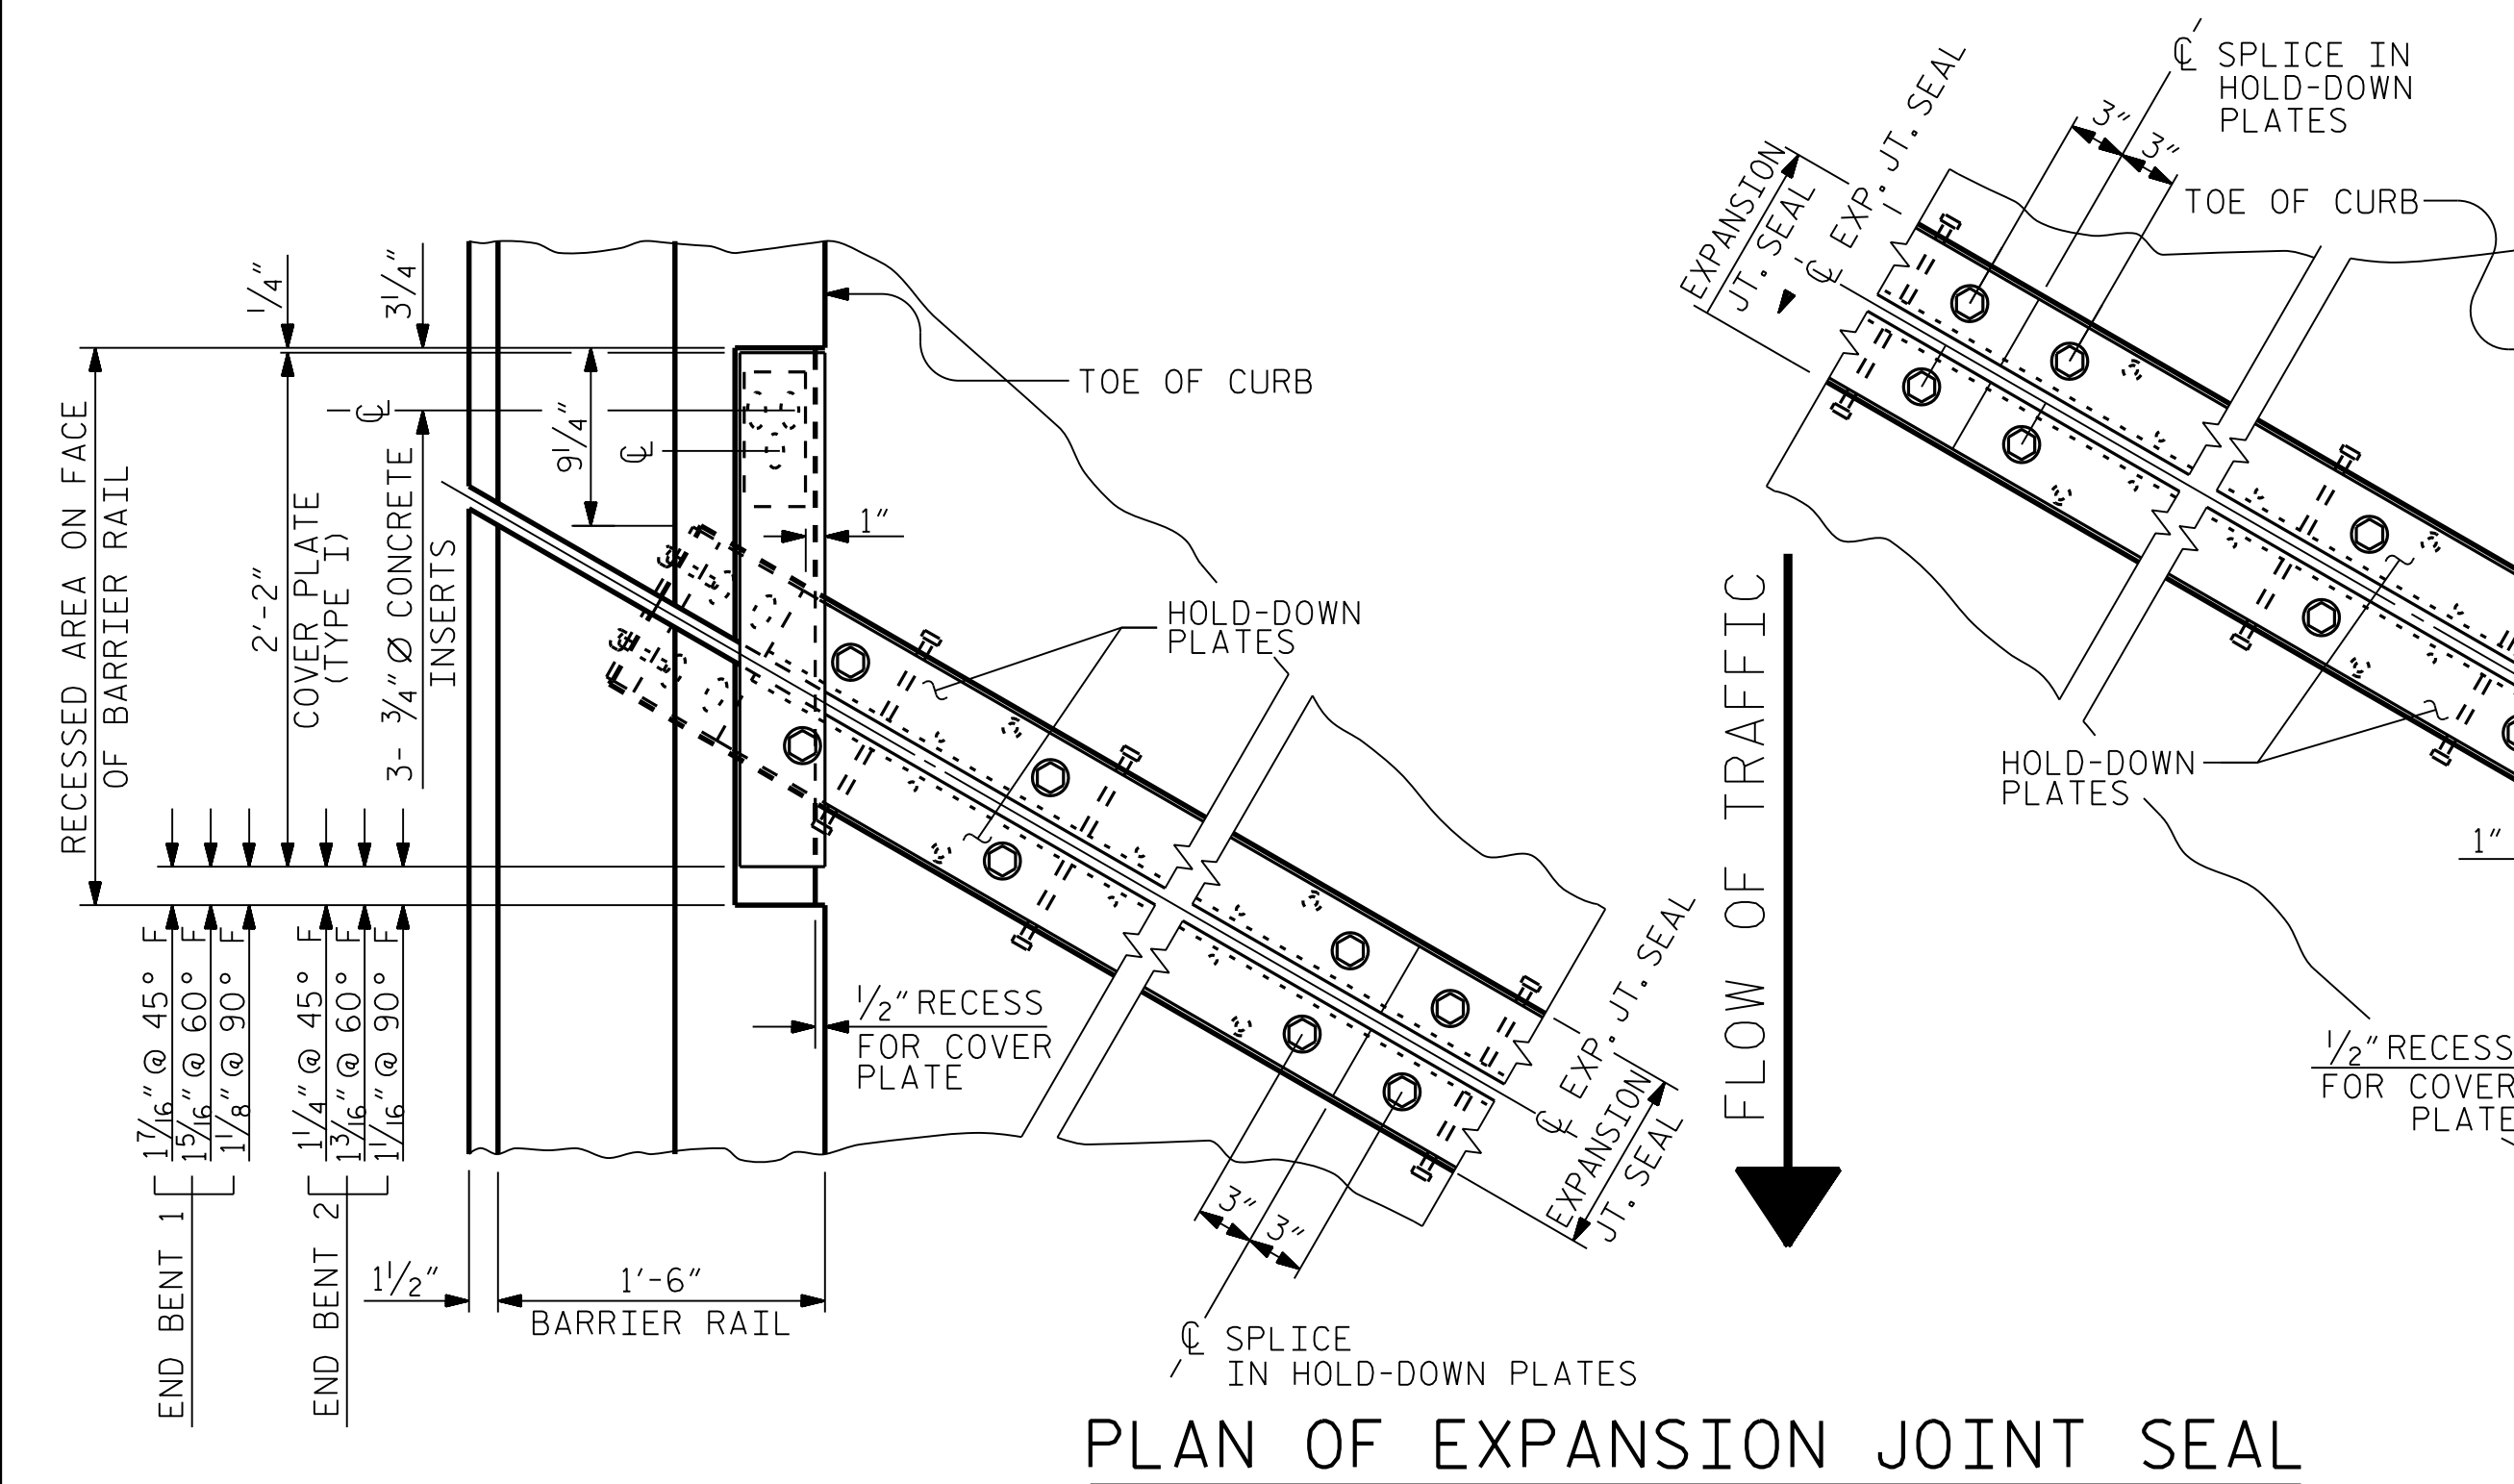 ℄ SPLICE IN
HOLD-DOWN
PLATES
3"
3"
EXPANSION
JT. SEAL
℄ EXP. JT. SEAL
TOE OF CURB
1/4"
3 1/4"
9 1/4"
℄
℄
TOE OF CURB
RECESSED AREA ON FACE
OF BARRIER RAIL
2'-2"
COVER PLATE
(TYPE II)
3- 3/4" Ø CONCRETE
INSERTS
1"
HOLD-DOWN
PLATES
FLOW OF TRAFFIC
HOLD-DOWN
PLATES
1"
1 7/16" @ 45° F
1 5/16" @ 60° F
1 1/8" @ 90° F
1 1/4" @ 45° F
1 3/16" @ 60° F
1 1/16" @ 90° F
END BENT 1
END BENT 2
1/2" RECESS
FOR COVER
PLATE
1/2" RECESS
FOR COVER
PLATE
℄ EXP. JT. SEAL
EXPANSION
JT. SEAL
3"
3"
1 1/2"
1'-6"
BARRIER RAIL
℄ SPLICE
IN HOLD-DOWN PLATES
PLAN OF EXPANSION JOINT SEAL